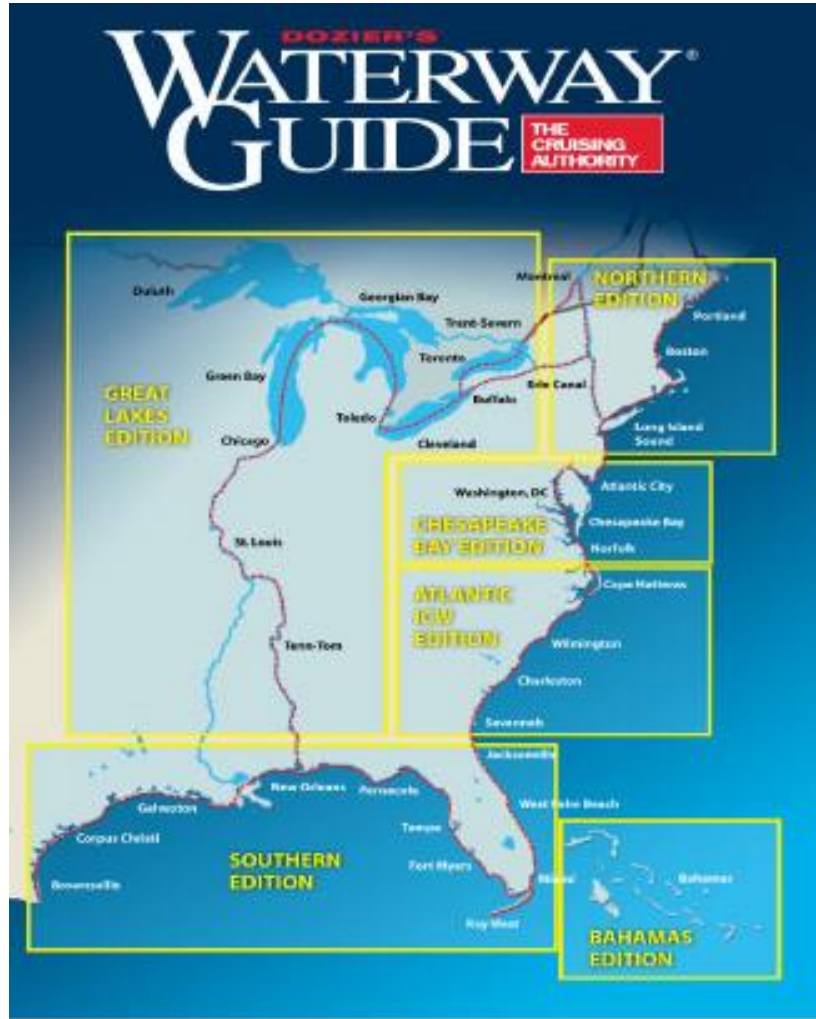 DOZIER'S
WATERWAY®
GUIDE
THE
CRUISING
AUTHORITY
Montreal
NORTHERN
EDITION
Duluth
Georgian Bay
Portland
Trent-Severn
Boston
Toronto
Green Bay
Erie Canal
GREAT
LAKES
EDITION
Buffalo
Toledo
Long Island
Sound
Chicago
Cleveland
Washington, DC
Atlantic City
CHESAPEAKE
BAY EDITION
Chesapeake Bay
St. Louis
Norfolk
Cape Hatteras
ATLANTIC
ICW
EDITION
Tenn-Tom
Wilmington
Charleston
Savannah
Jacksonville
New Orleans
Pensacola
Galveston
West Palm Beach
Corpus Christi
Tampa
SOUTHERN
EDITION
Fort Myers
Brownsville
Miami
Bahamas
Key West
BAHAMAS
EDITION